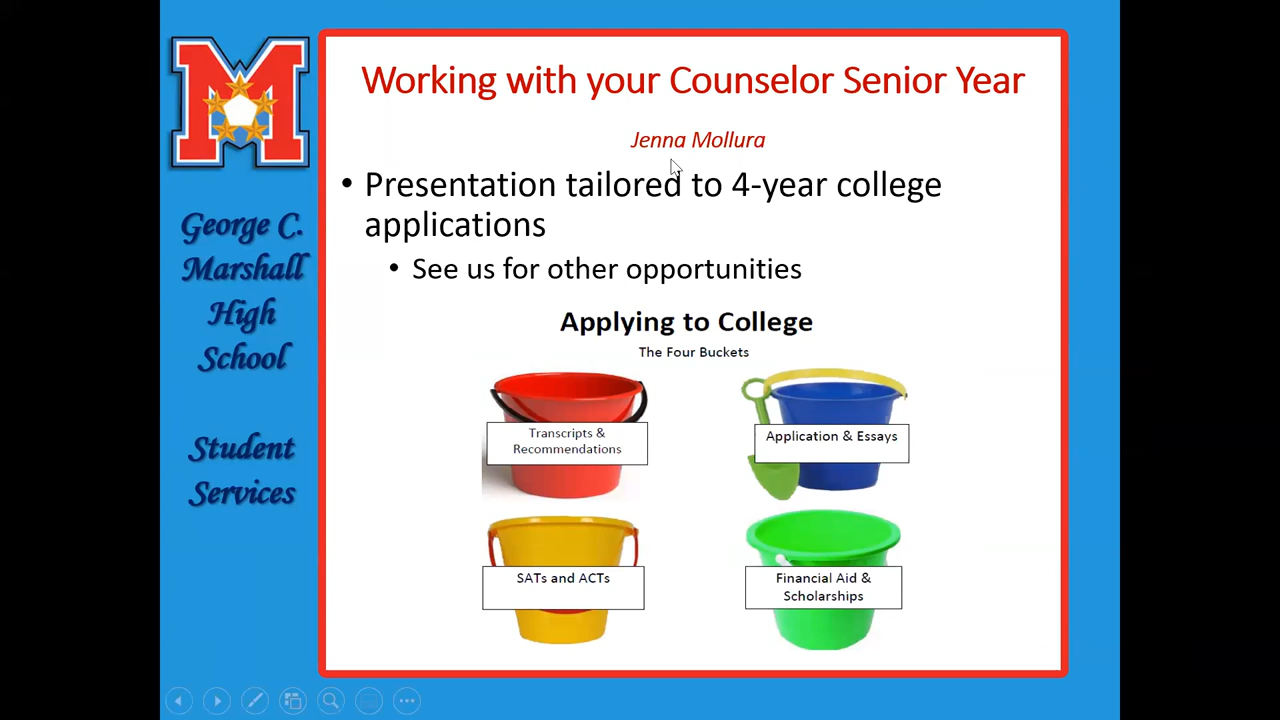 M
George C.
Marshall
High
School
Student
Services
Working with your Counselor Senior Year
Jenna Mollura
• Presentation tailored to 4-year college
applications
• See us for other opportunities
Applying to College
The Four Buckets
Transcripts &
Recommendations
Application & Essays
SATs and ACTs
Financial Aid &
Scholarships